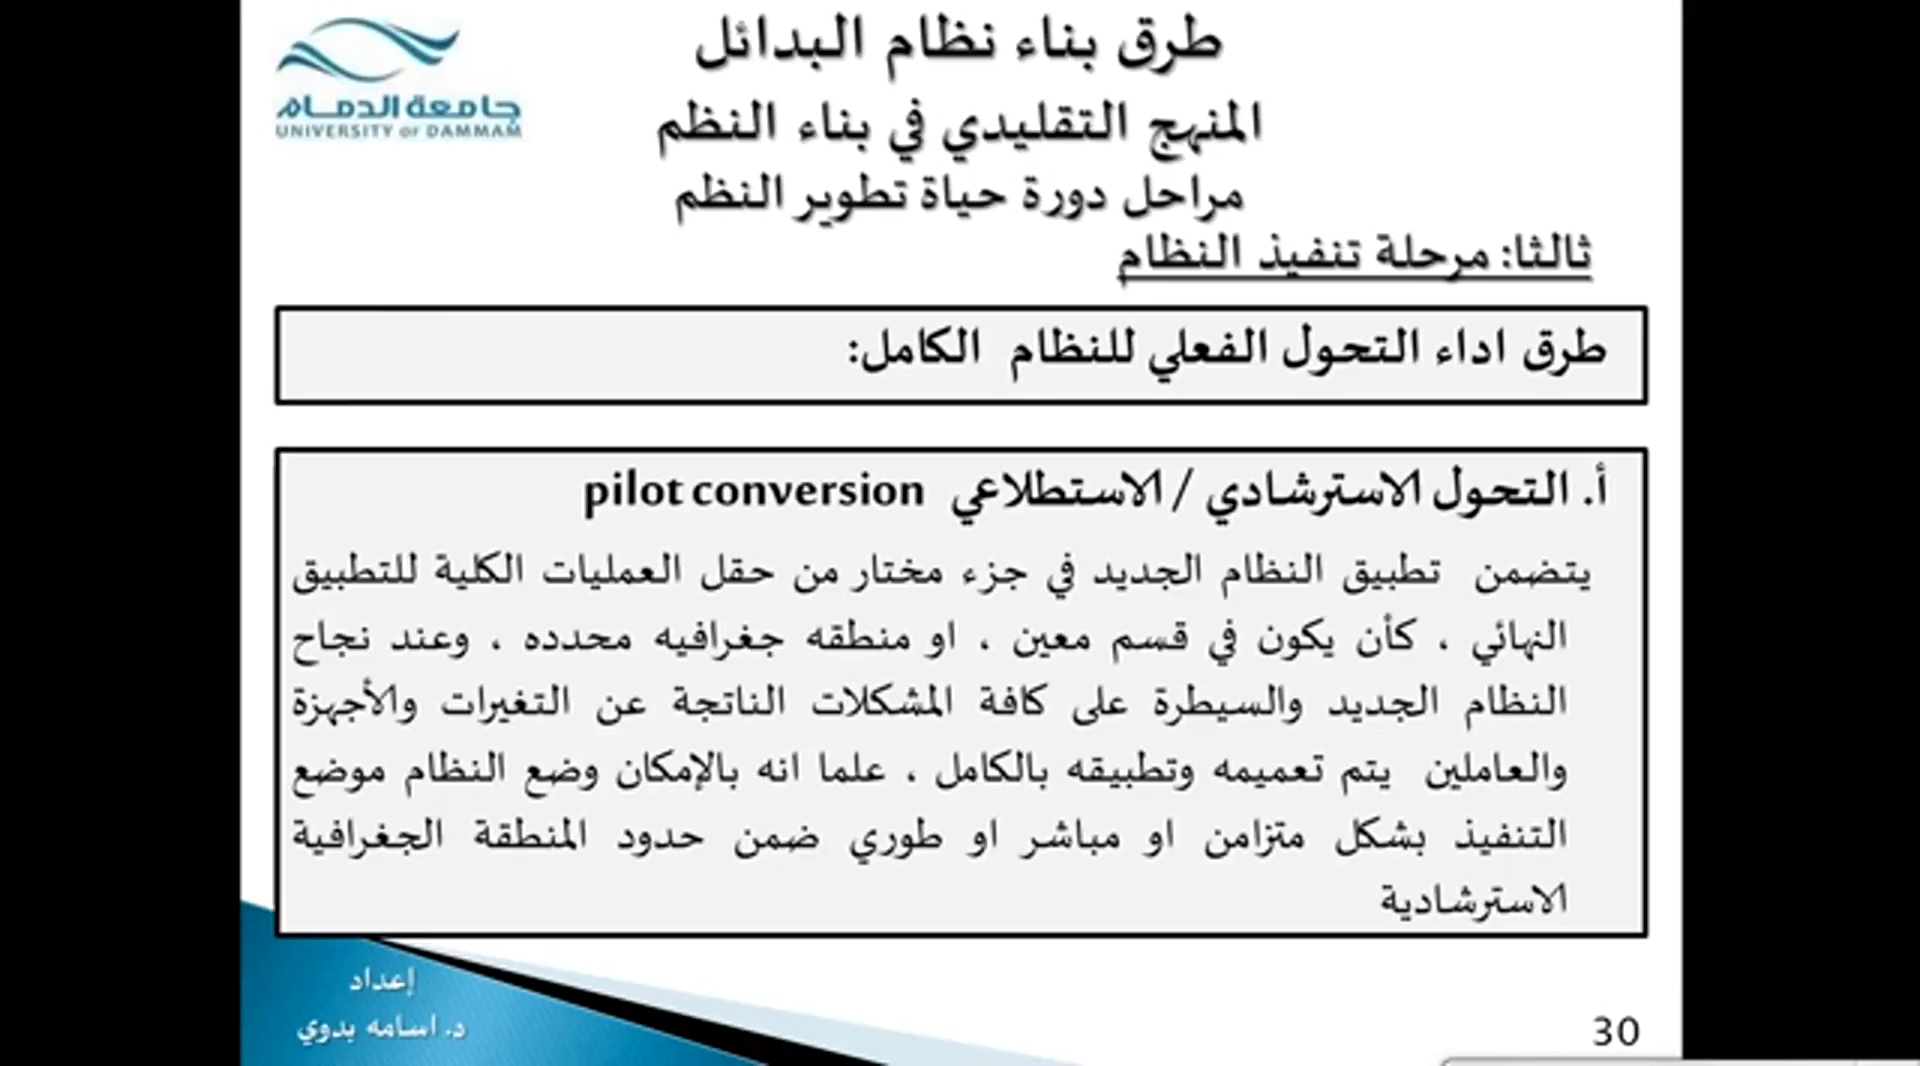 جامعة الدمام
UNIVERSITY of DAMMAM
طرق بناء نظام البدائل
المنهج التقليدي في بناء النظم
مراحل دورة حياة تطوير النظم
ثالثا: مرحلة تنفيذ النظام
طرق اداء التحول الفعلي للنظام الكامل:
أ. التحول الاسترشادي / الاستطلاعي pilot conversion
يتضمن تطبيق النظام الجديد في جزء مختار من حقل العمليات الكلية للتطبيق
النهائي ، كأن يكون في قسم معين ، او منطقه جغرافيه محدده ، وعند نجاح
النظام الجديد والسيطرة على كافة المشكلات الناتجة عن التغيرات والأجهزة
والعاملين يتم تعميمه وتطبيقه بالكامل ، علما انه بالإمكان وضع النظام موضع
التنفيذ بشكل متزامن او مباشر او طوري ضمن حدود المنطقة الجغرافية
الاسترشادية
إعداد
د. اسامه بدوي
30